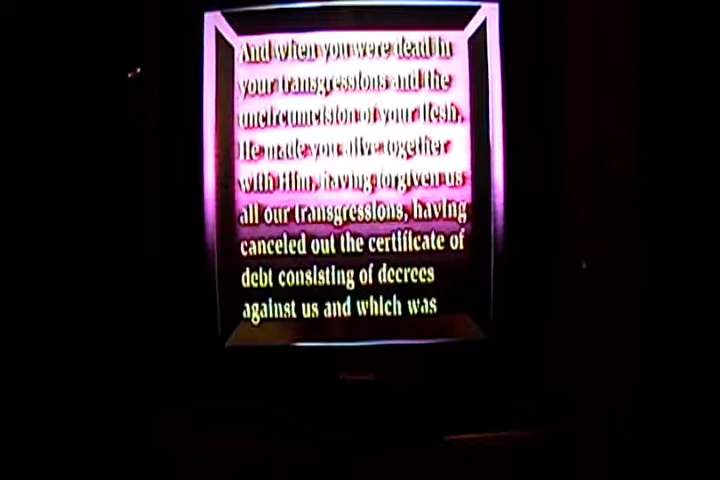 And when you were dead in
your transgressions and the
uncircumcision of your flesh,
He made you alive together
with Him, having forgiven us
all our transgressions, having
canceled out the certificate of
debt consisting of decrees
against us and which was